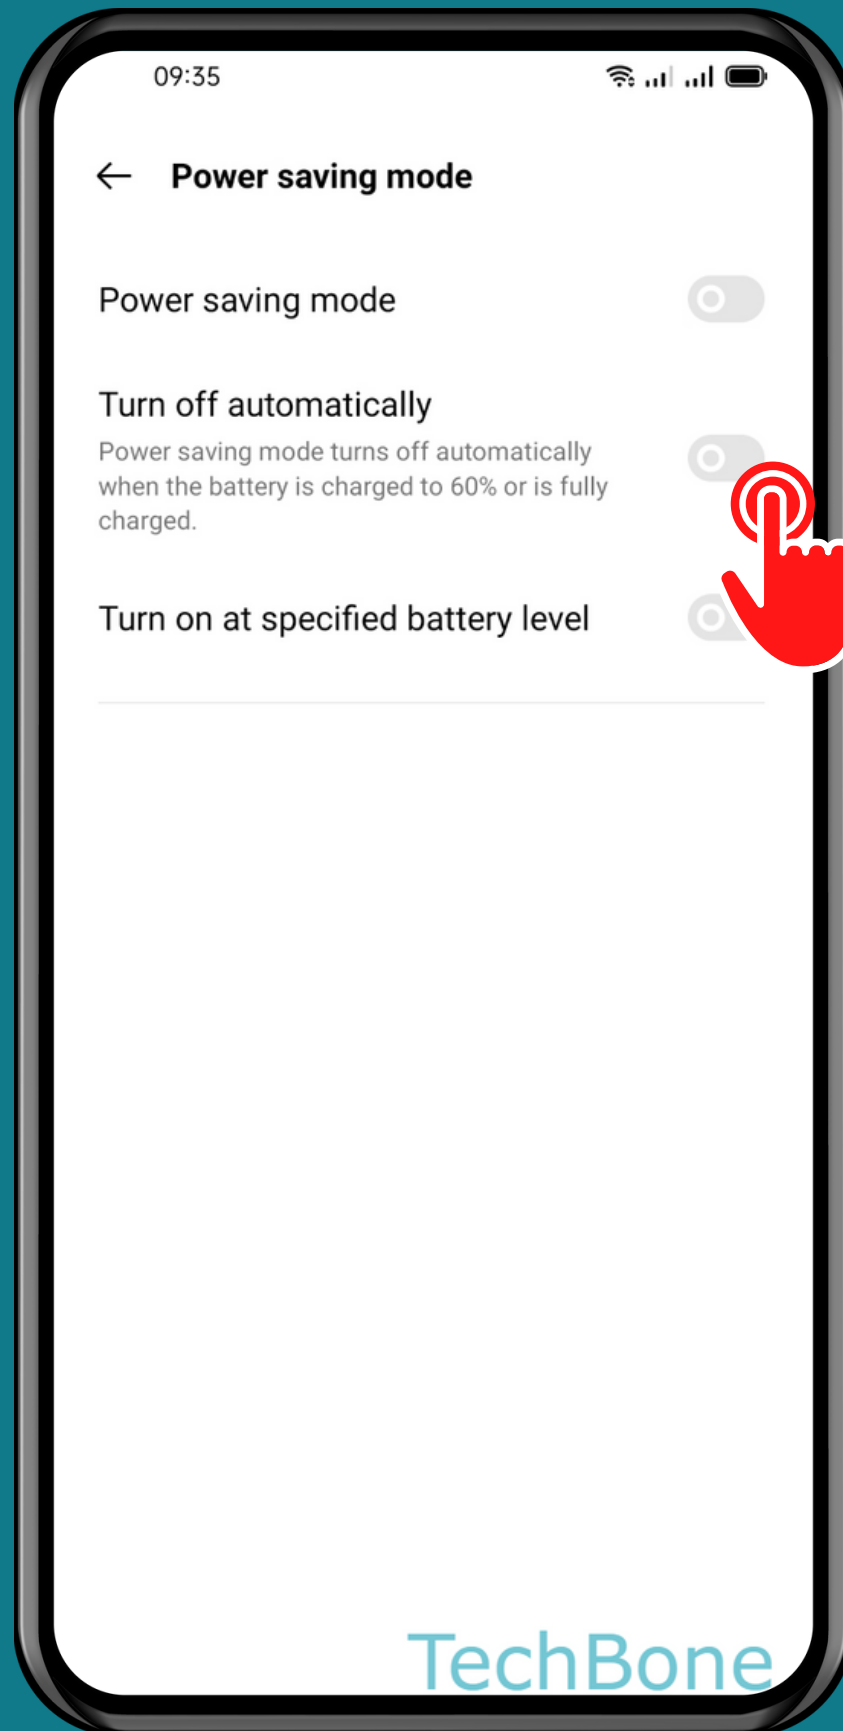 09:35
Power saving mode
Power saving mode
Turn off automatically
Power saving mode turns off automatically
when the battery is charged to 60% or is fully
charged.
Turn on at specified battery level
TechBone